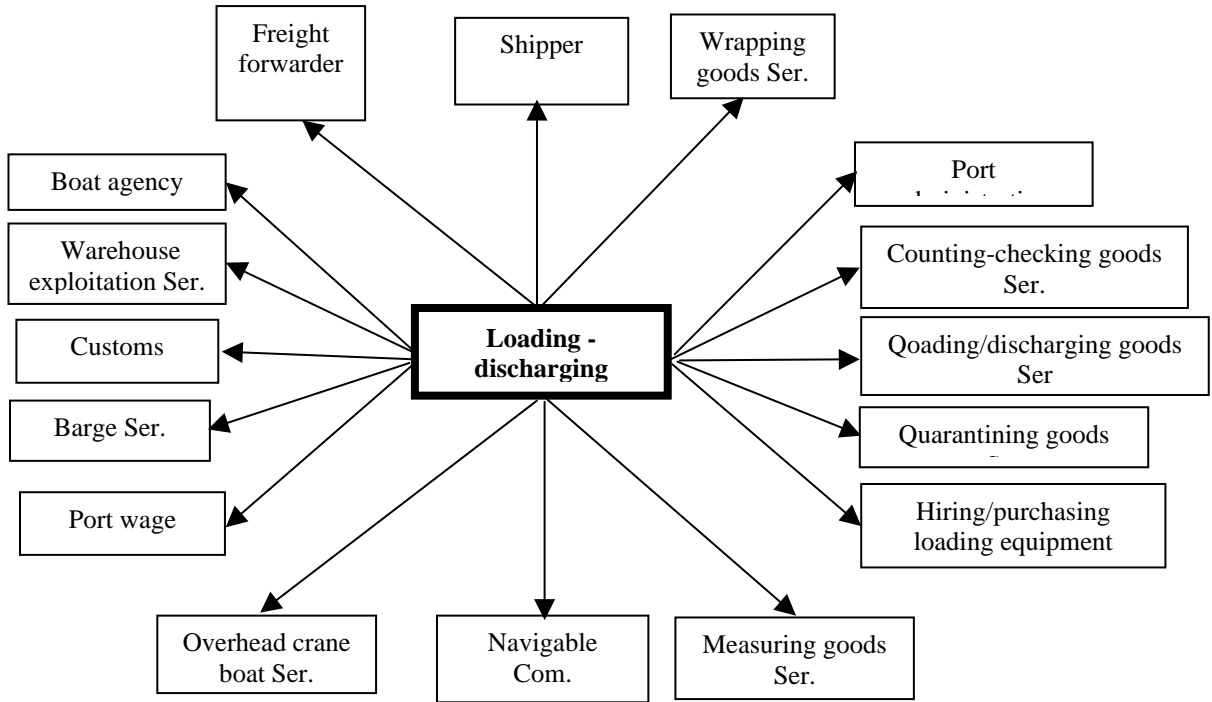 Freight
forwarder
Shipper
Wrapping
goods Ser.
Boat agency
Port
Warehouse
exploitation Ser.
Counting-checking goods
Ser.
Customs
Loading -
discharging
Qoading/discharging goods
Ser
Barge Ser.
Quarantining goods
Port wage
Hiring/purchasing
loading equipment
Overhead crane
boat Ser.
Navigable
Com.
Measuring goods
Ser.